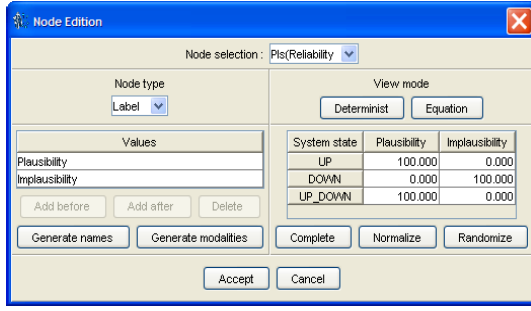 Node Edition
Node selection : Pls(Reliability
Node type
View mode
Label
Determinist Equation
Values
Plausibility
Implausibility
System state Plausibility Implausibility
UP 100.000 0.000
DOWN 0.000 100.000
UP_DOWN 100.000 0.000
Add before Add after Delete
Generate names Generate modalities
Complete Normalize Randomize
Accept Cancel